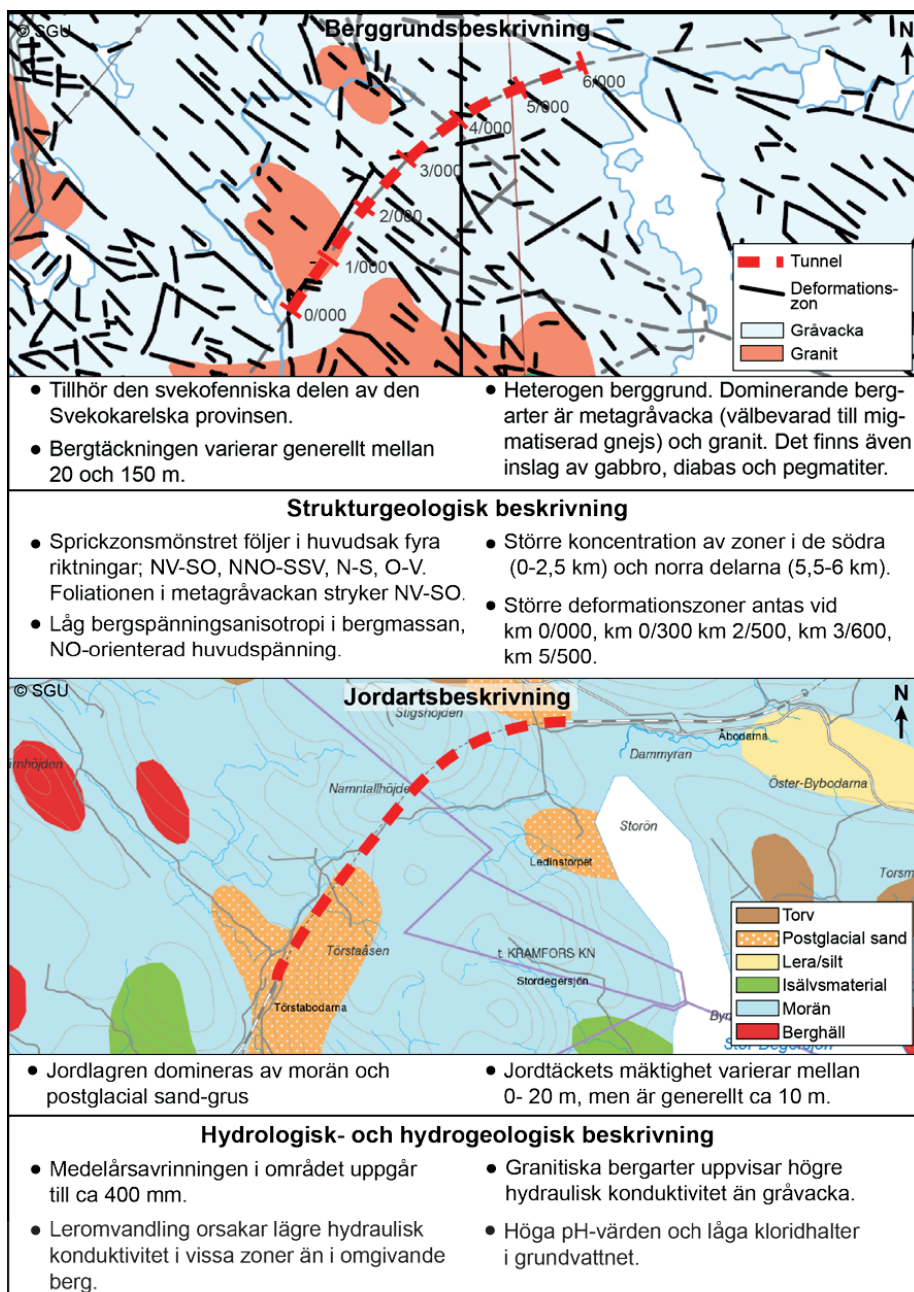 © SGU
Berggrundsbeskrivning
N
6/000
5/000
4/000
3/000
2/000
1/000
0/000
Tunnel
Deformations-
zon
Gråvacka
Granit
• Tillhör den svekofenniska delen av den
Svekokarelska provinsen.
• Bergtäckningen varierar generellt mellan
20 och 150 m.
• Heterogen berggrund. Dominerande berg-
arter är metagråvacka (välbevarad till mig-
matiserad gnejs) och granit. Det finns även
inslag av gabbro, diabas och pegmatiter.
Strukturgeologisk beskrivning
• Sprickzonsmönstret följer i huvudsak fyra
riktningar; NV-SO, NNO-SSV, N-S, O-V.
Foliationen i metagråvackan stryker NV-SO.
• Låg bergspänningsanisotropi i bergmassan,
NO-orienterad huvudspänning.
• Större koncentration av zoner i de södra
(0-2,5 km) och norra delarna (5,5-6 km).
• Större deformationszoner antas vid
km 0/000, km 0/300 km 2/500, km 3/600,
km 5/500.
© SGU
Jordartsbeskrivning
N
Stigshöjden
Åbodarna
Dammyran
ärnhöjden
Namntallhöjde
Öster-Bybodarna
Storön
Ledinstorpet
Torsm
Törstaåsen
t. KRAMFORS KN
Stordegersjön
Törstabodarna
Torv
Postglacial sand
Lera/silt
Isälvsmaterial
Morän
Berghäll
• Jordlagren domineras av morän och
postglacial sand-grus
• Jordtäckets mäktighet varierar mellan
0- 20 m, men är generellt ca 10 m.
Hydrologisk- och hydrogeologisk beskrivning
• Medelårsavrinningen i området uppgår
till ca 400 mm.
• Leromvandling orsakar lägre hydraulisk
konduktivitet i vissa zoner än i omgivande
berg.
• Granitiska bergarter uppvisar högre
hydraulisk konduktivitet än gråvacka.
• Höga pH-värden och låga kloridhalter
i grundvattnet.